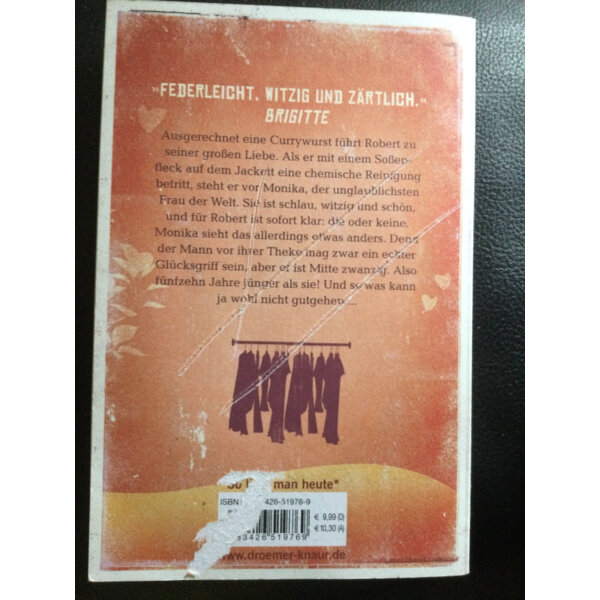 »FEDERLEICHT, WITZIG UND ZÄRTLICH.«
BRIGITTE
Ausgerechnet eine Currywurst führt Robert zu
seiner großen Liebe. Als er mit einem Soßen-
fleck auf dem Jackett eine chemische Reinigung
betritt, steht er vor Monika, der unglaublichsten
Frau der Welt. Sie ist schlau, witzig und schön,
und für Robert ist sofort klar: die oder keine.
Monika sieht das allerdings etwas anders. Denn
der Mann vor ihrer Theke mag zwar ein echter
Glücksgriff sein, aber er ist Mitte zwanzig. Also
fünfzehn Jahre jünger als sie! Und so was kann
ja wohl nicht gutgehen ...
So man heute*
ISBN 426-51976-9
€ 9,99 (D)
€ 10,30 (A)
83426 519769
www.droemer-knaur.de